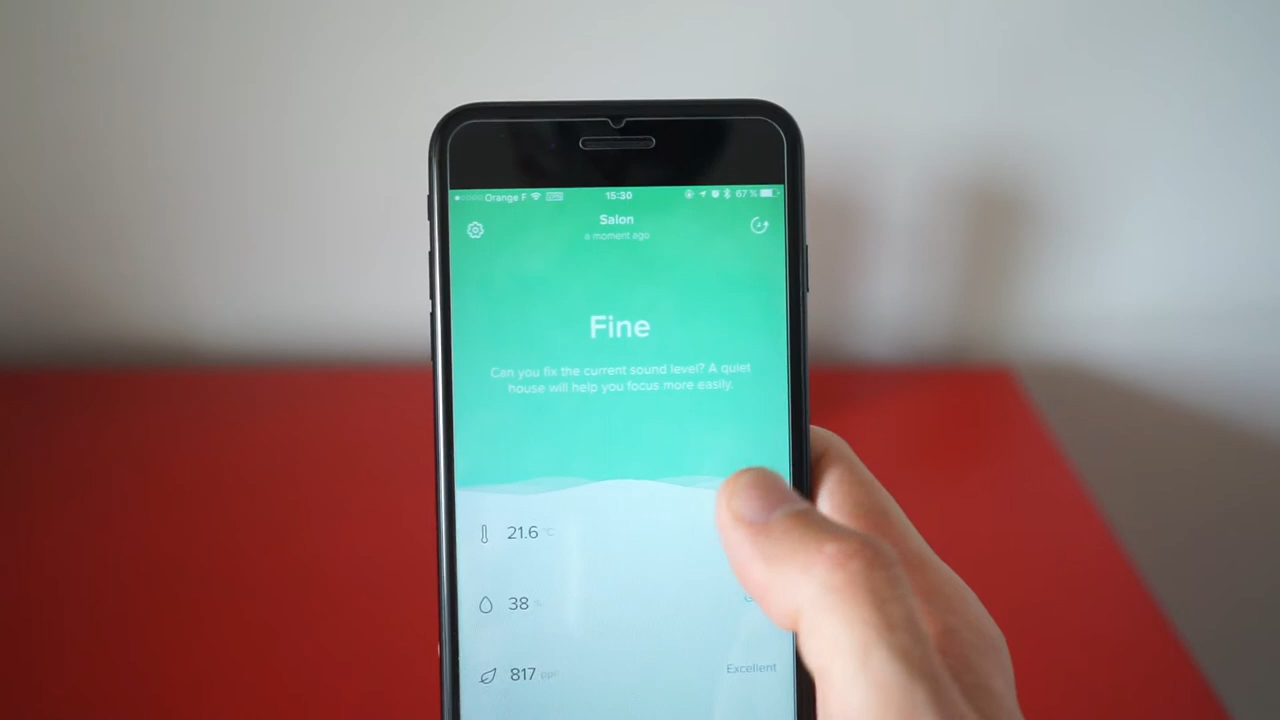 Orange F 15:30 67 %
Salon
a moment ago
Fine
Can you fix the current sound level? A quiet
house will help you focus more easily.
21.6 °C
38 %
817
Excellent